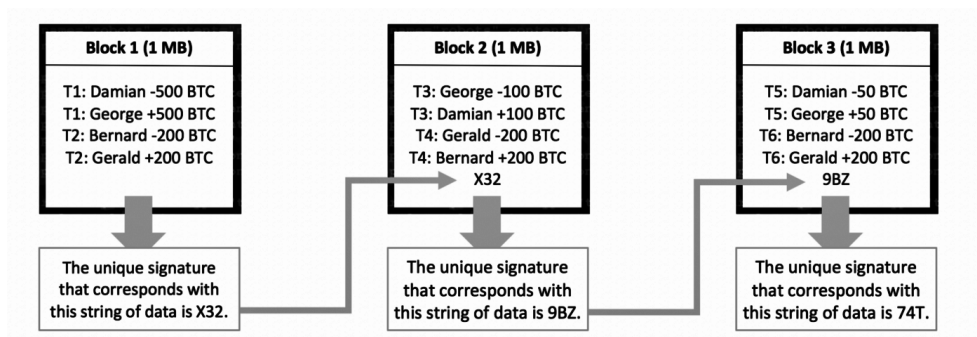 Block 1 (1 MB)
T1: Damian -500 BTC
T1: George +500 BTC
T2: Bernard -200 BTC
T2: Gerald +200 BTC
The unique signature
that corresponds with
this string of data is X32.
Block 2 (1 MB)
T3: George -100 BTC
T3: Damian +100 BTC
T4: Gerald -200 BTC
T4: Bernard +200 BTC
X32
The unique signature
that corresponds with
this string of data is 9BZ.
Block 3 (1 MB)
T5: Damian -50 BTC
T5: George +50 BTC
T6: Bernard -200 BTC
T6: Gerald +200 BTC
9BZ
The unique signature
that corresponds with
this string of data is 74T.